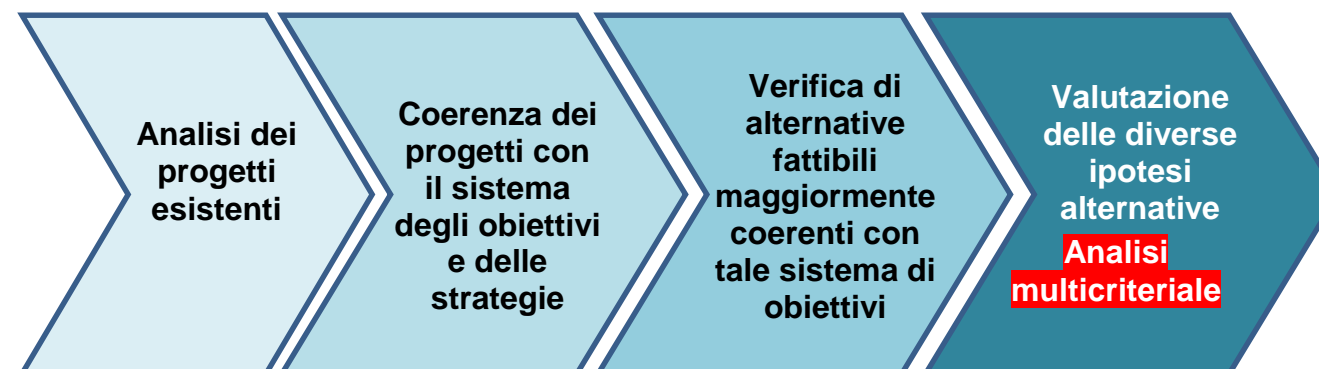 Analisi dei
progetti
esistenti
Coerenza dei
progetti con
il sistema
degli obiettivi
e delle
strategie
Verifica di
alternative
fattibili
maggiormente
coerenti con
tale sistema di
obiettivi
Valutazione
delle diverse
ipotesi
alternative
Analisi
multicriteriale